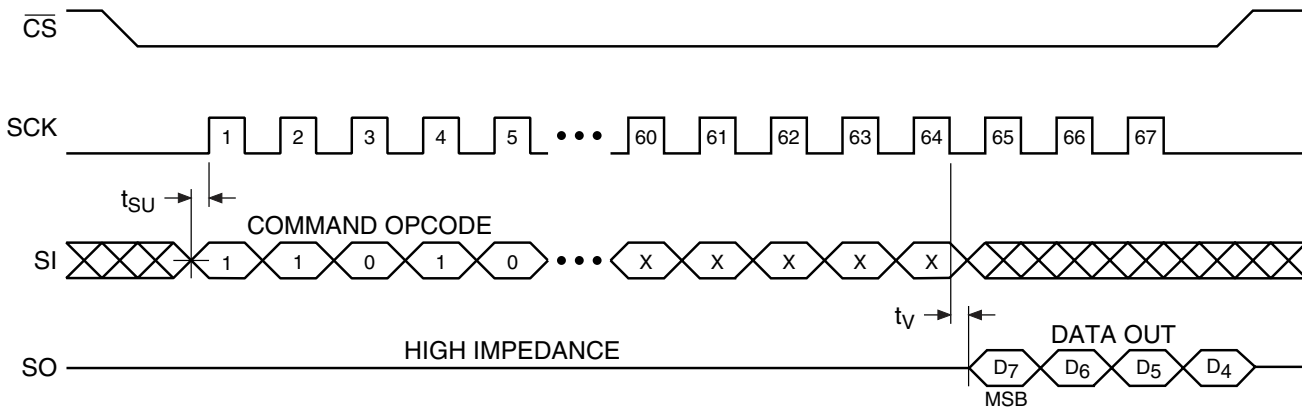 CS
SCK 1 2 3 4 5 ••• 60 61 62 63 64 65 66 67
tSU
COMMAND OPCODE
SI 1 1 0 1 0 ••• X X X X X
tV
HIGH IMPEDANCE DATA OUT
SO D7 D6 D5 D4
MSB